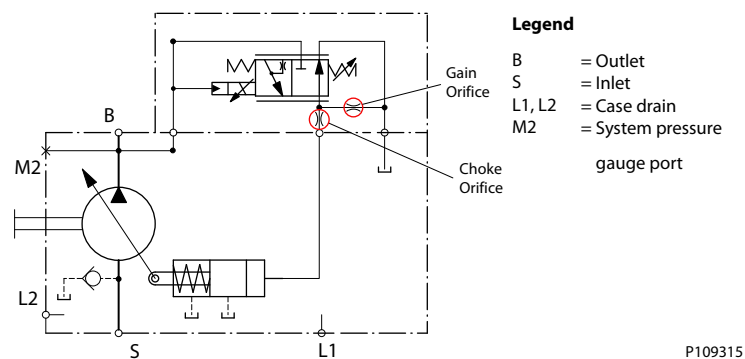 Legend
B = Outlet
S = Inlet
L1, L2 = Case drain
M2 = System pressure
gauge port
Gain
Orifice
B
M2
Choke
Orifice
L2
S
L1
P109315